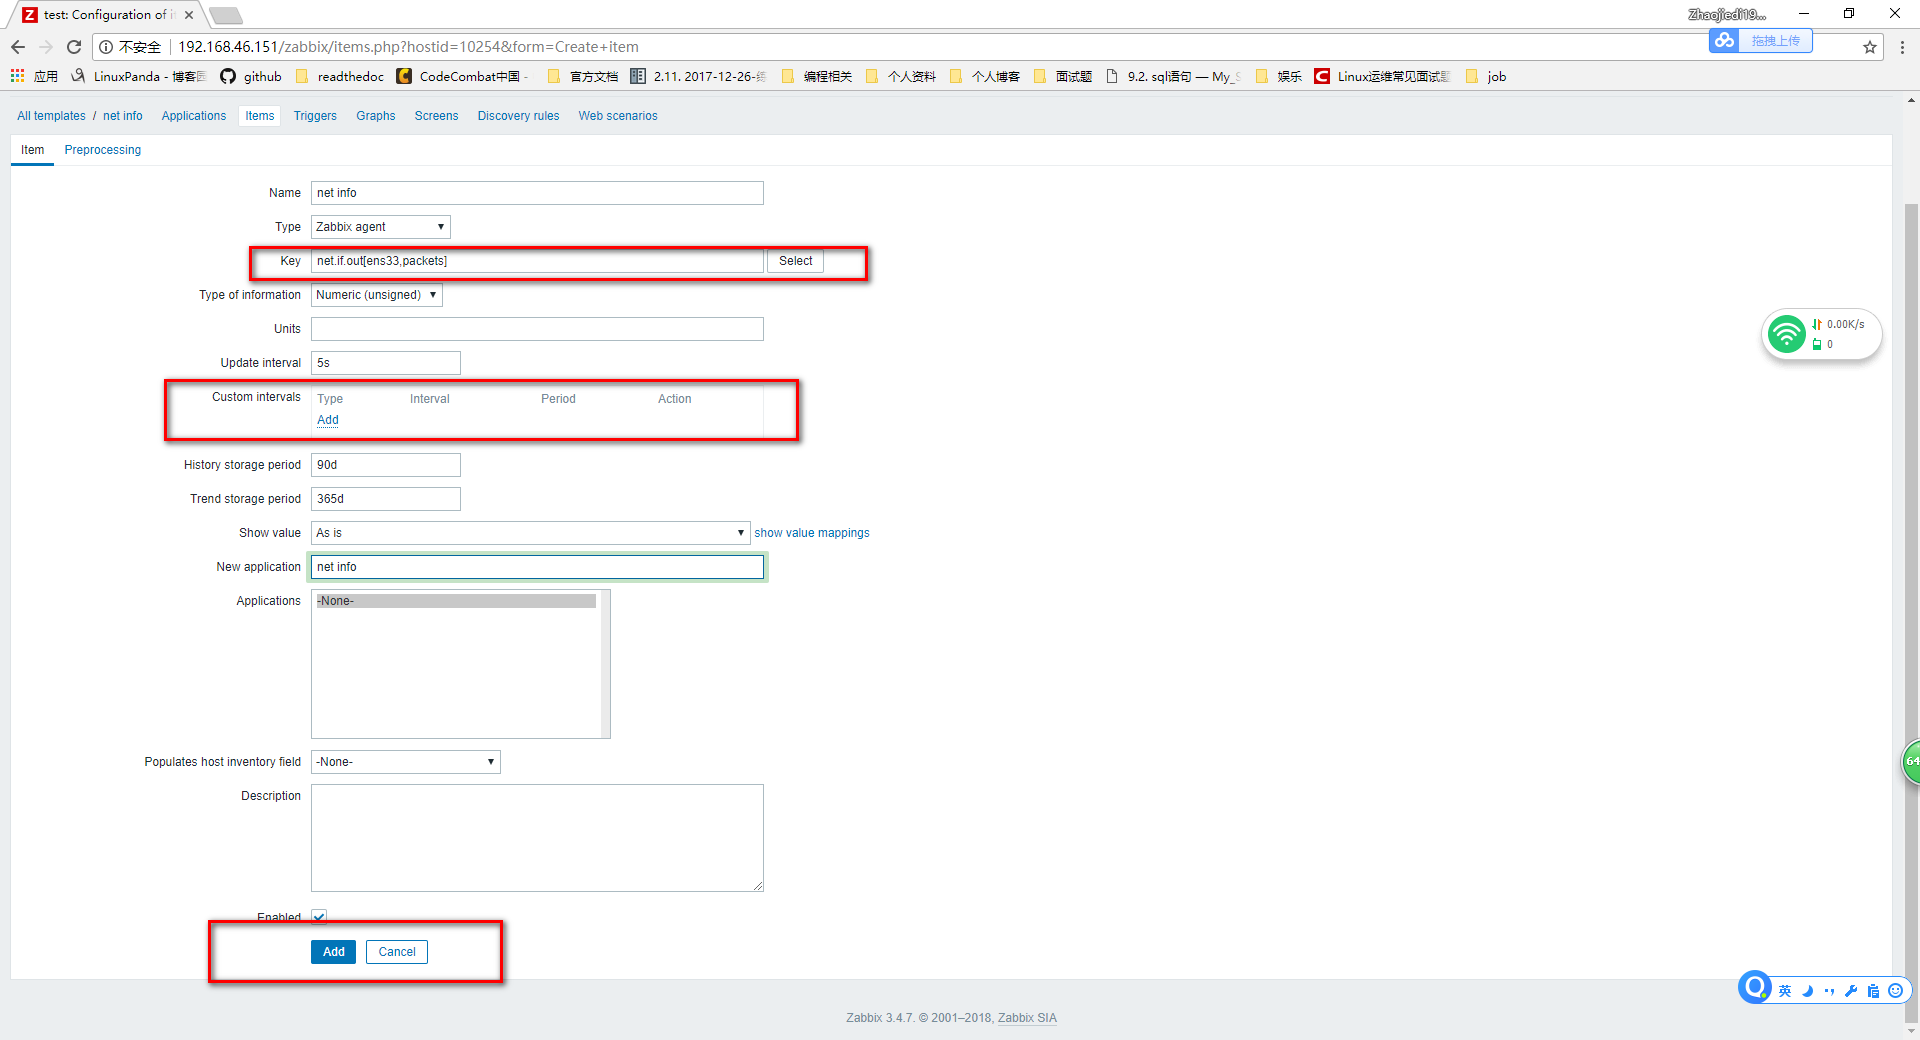 test: Configuration of i
Zhaojiedi19...
不安全 192.168.46.151/zabbix/items.php?hostid=10254&form=Create+item
拖拽上传
应用 LinuxPanda - 博客园 github readthedoc CodeCombat中国 - 官方文档 2.11. 2017-12-26- 编程相关 个人资料 个人博客 面试题 9.2. sql语句 — My_S 娱乐 Linux运维常见面试题 job
All templates / net info Applications Items Triggers Graphs Screens Discovery rules Web scenarios
Item Preprocessing
Name net info
Type Zabbix agent
Key net.if.out[ens33,packets] Select
Type of information Numeric (unsigned)
Units
0.00K/s
0
Update interval 5s
Custom intervals Type Interval Period Action
Add
History storage period 90d
Trend storage period 365d
Show value As is show value mappings
New application net info
Applications -None-
Populates host inventory field -None-
64
Description
Enabled
Add Cancel
英
Zabbix 3.4.7. © 2001–2018, Zabbix SIA